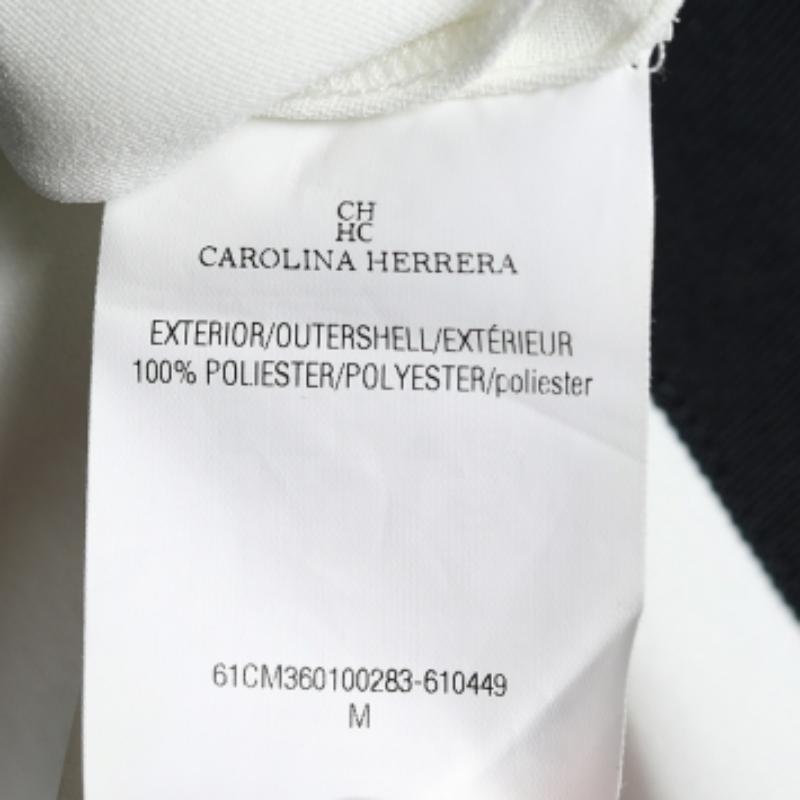 CH
HC
CAROLINA HERRERA
EXTERIOR/OUTERSHELL/EXTÉRIEUR
100% POLIESTER/POLYESTER/poliester
61CM360100283-610449
M